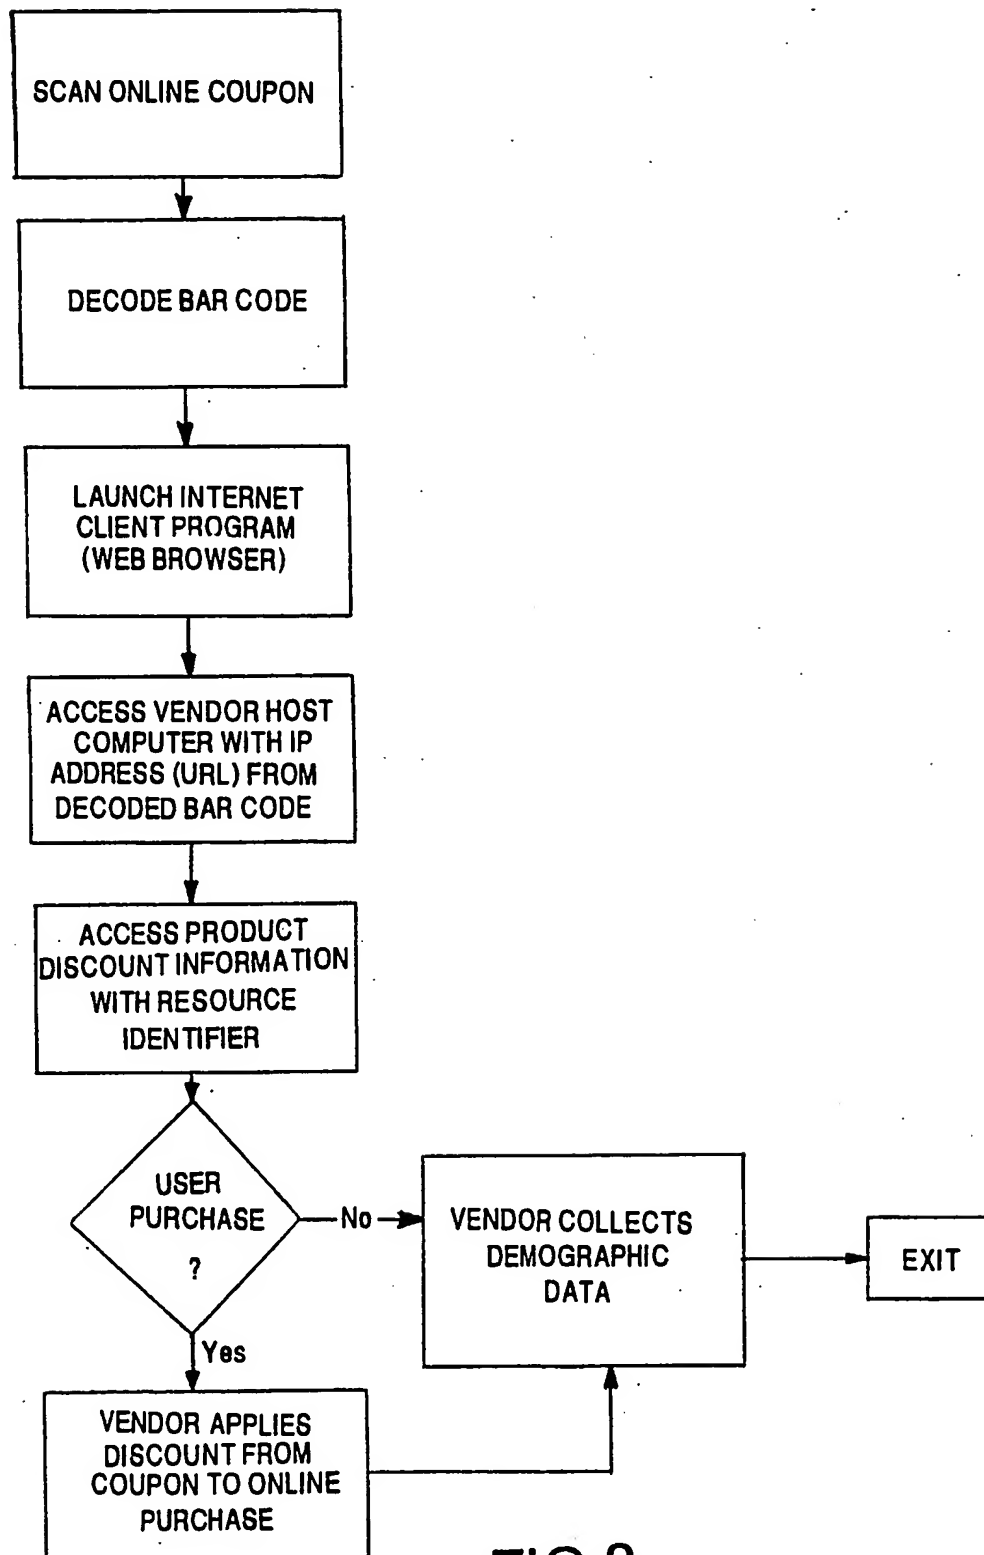 SCAN ONLINE COUPON
DECODE BAR CODE
LAUNCH INTERNET
CLIENT PROGRAM
(WEB BROWSER)
ACCESS VENDOR HOST
COMPUTER WITH IP
ADDRESS (URL) FROM
DECODED BAR CODE
ACCESS PRODUCT
DISCOUNT INFORMATION
WITH RESOURCE
IDENTIFIER
USER
PURCHASE
?
No
VENDOR COLLECTS
DEMOGRAPHIC
DATA
EXIT
Yes
VENDOR APPLIES
DISCOUNT FROM
COUPON TO ONLINE
PURCHASE